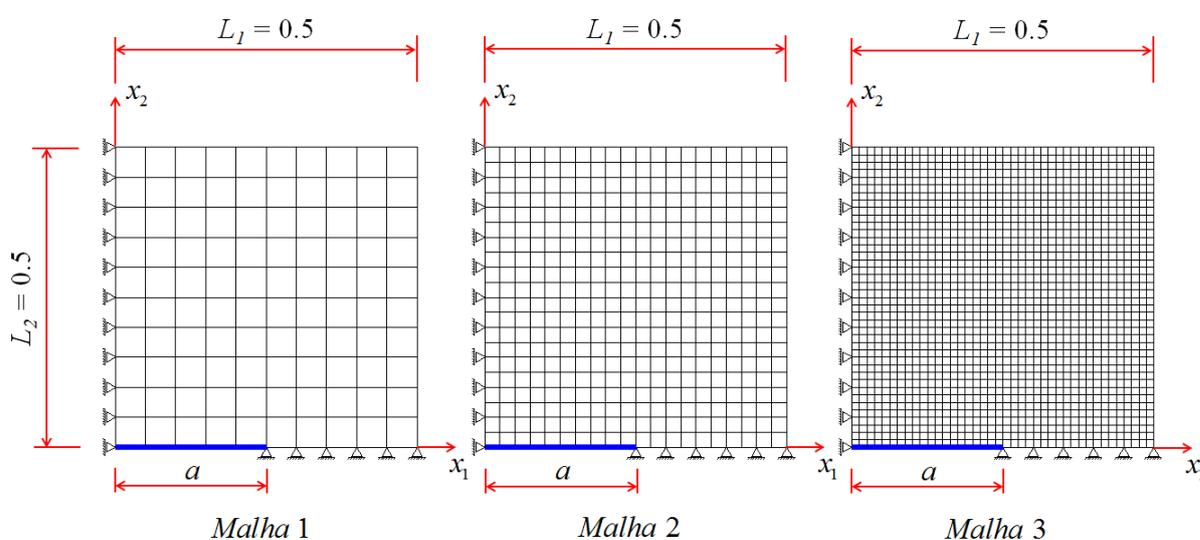 L1 = 0.5
L1 = 0.5
L1 = 0.5
x2
x2
x2
L2 = 0.5
x1
x1
x
a
a
a
Malha 1
Malha 2
Malha 3